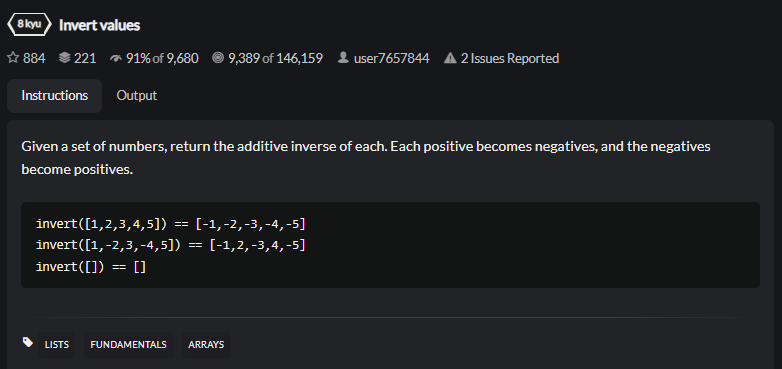 8 kyu Invert values
884 221 91% of 9,680 9,389 of 146,159 user7657844 2 Issues Reported
Instructions Output
Given a set of numbers, return the additive inverse of each. Each positive becomes negatives, and the negatives
become positives.
invert([1,2,3,4,5]) == [-1,-2,-3,-4,-5]
invert([1,-2,3,-4,5]) == [-1,2,-3,4,-5]
invert([]) == []
LISTS FUNDAMENTALS ARRAYS